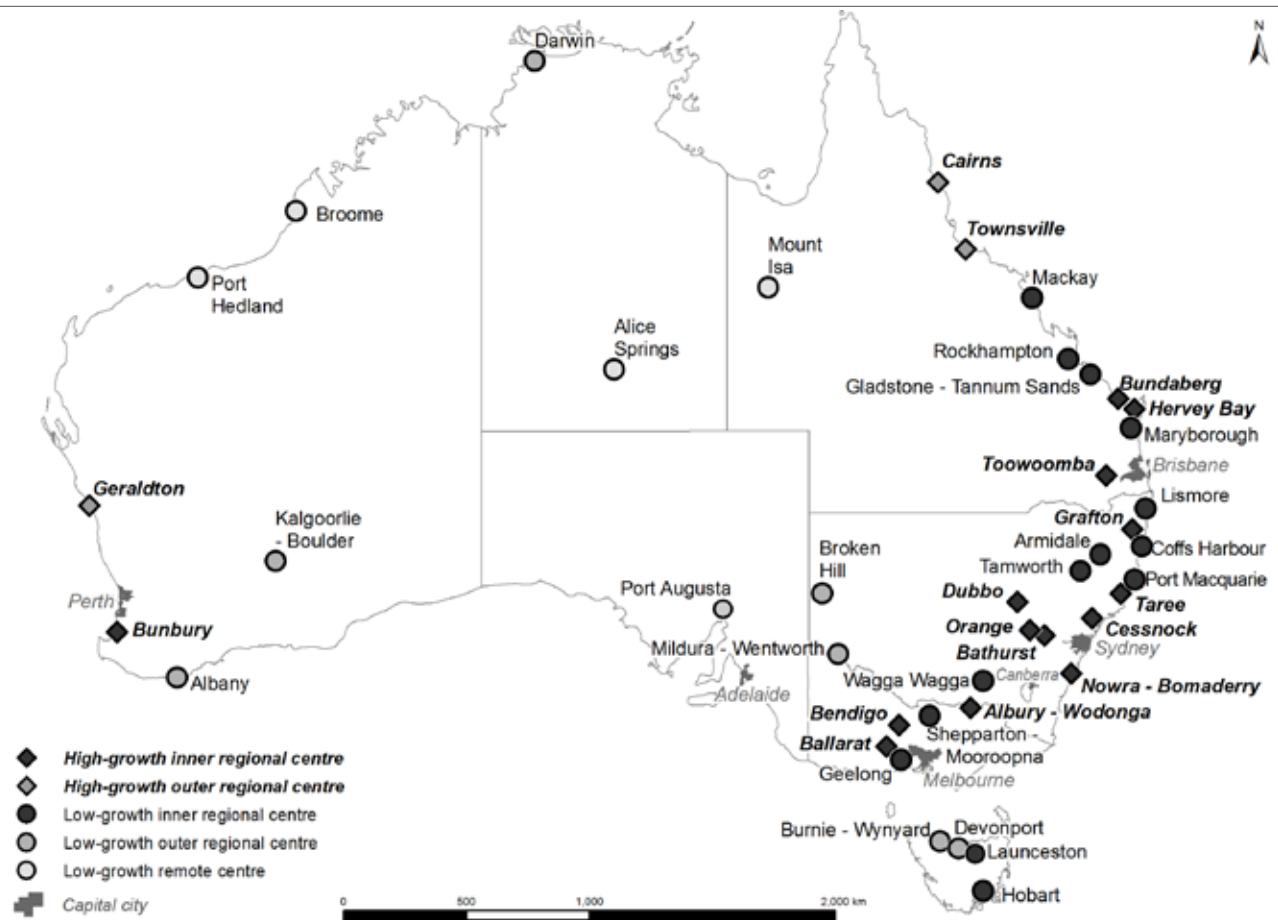 N
Darwin
Cairns
Broome
Townsville
Mount
Isa
Port
Hedland
Mackay
Alice
Springs
Rockhampton
Gladstone - Tannum Sands
Bundaberg
Hervey Bay
Maryborough
Toowoomba
Brisbane
Geraldton
Lismore
Kalgoorlie
- Boulder
Grafton
Armidale
Coffs Harbour
Broken
Hill
Tamworth
Port Macquarie
Port Augusta
Perth
Dubbo
Taree
Bunbury
Orange
Cessnock
Mildura - Wentworth
Bathurst
Sydney
Albany
Adelaide
Wagga Wagga
Canberra
Nowra - Bomaderry
Bendigo
Albury - Wodonga
Ballarat
Shepparton -
Mooroopna
Geelong
Melbourne
High-growth inner regional centre
High-growth outer regional centre
Low-growth inner regional centre
Low-growth outer regional centre
Low-growth remote centre
Capital city
Burnie - Wynyard
Devonport
Launceston
Hobart
0
500
1,000
2,000 km